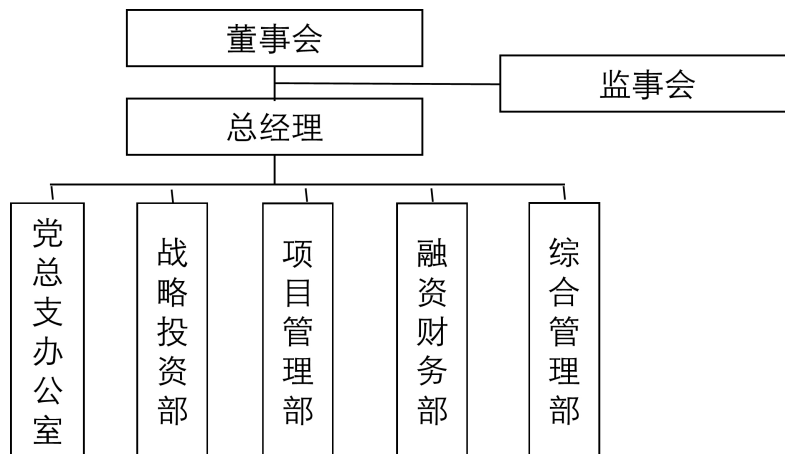 董事会
监事会
总经理
党总支办公室
战略投资部
项目管理部
融资财务部
综合管理部